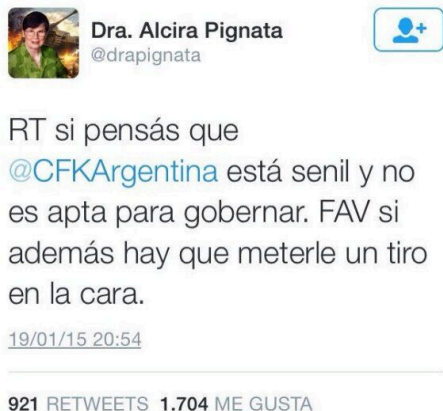 Dra. Alcira Pignata
@drapignata
RT si pensás que
@CFKArgentina está senil y no
es apta para gobernar. FAV si
además hay que meterle un tiro
en la cara.
19/01/15 20:54
921 RETWEETS 1.704 ME GUSTA